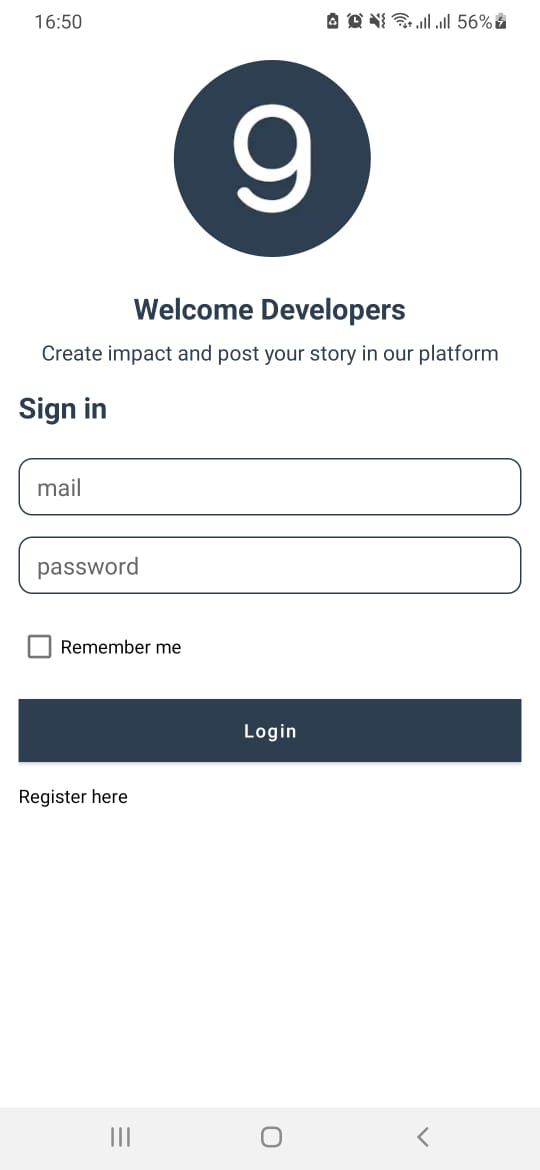 16:50 56%
g
Welcome Developers
Create impact and post your story in our platform
Sign in
mail
password
Remember me
Login
Register here